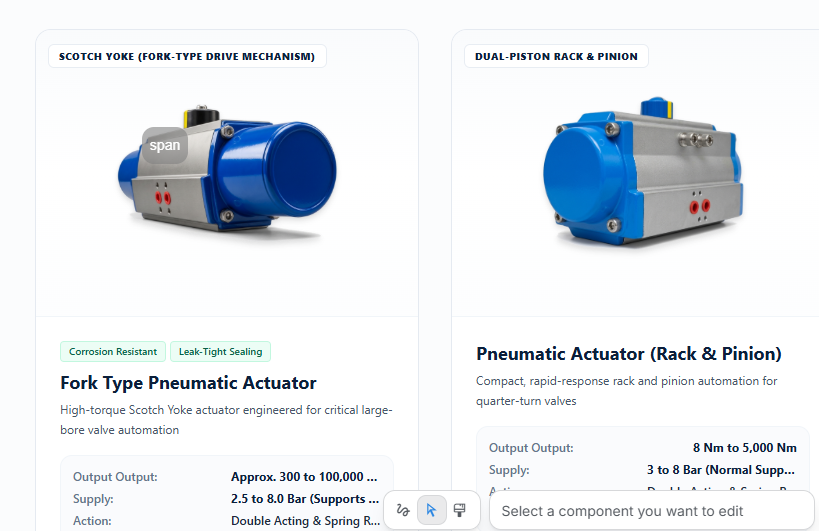 SCOTCH YOKE (FORK-TYPE DRIVE MECHANISM)
span
Corrosion Resistant
Leak-Tight Sealing
Fork Type Pneumatic Actuator
High-torque Scotch Yoke actuator engineered for critical large-
bore valve automation
Output Output: Approx. 300 to 100,000 ...
Supply: 2.5 to 8.0 Bar (Supports ...
Action: Double Acting & Spring R...
DUAL-PISTON RACK & PINION
Pneumatic Actuator (Rack & Pinion)
Compact, rapid-response rack and pinion automation for
quarter-turn valves
Output Output: 8 Nm to 5,000 Nm
Supply: 3 to 8 Bar (Normal Supp...
Select a component you want to edit